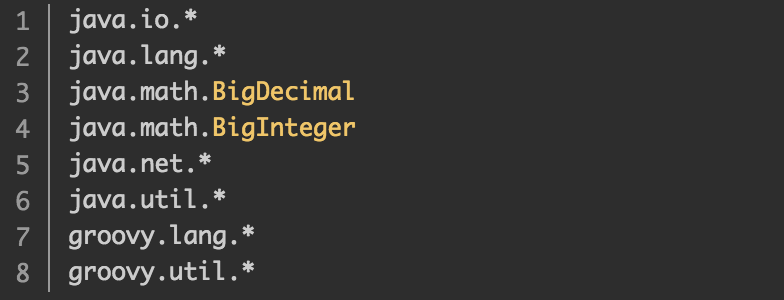 1 java.io.*
2 java.lang.*
3 java.math.BigDecimal
4 java.math.BigInteger
5 java.net.*
6 java.util.*
7 groovy.lang.*
8 groovy.util.*